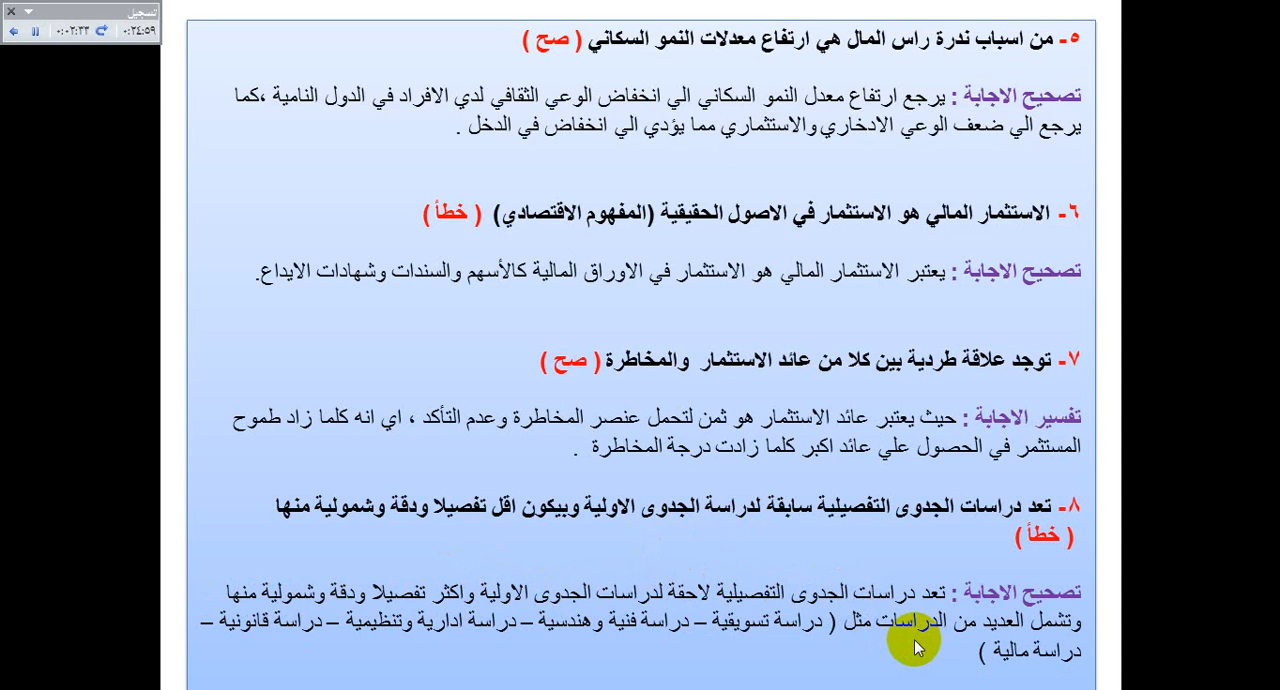 تسجيل
٠:٠٢:٣٣ ٠:٢٤:٥٩
٥- من اسباب ندرة راس المال هي ارتفاع معدلات النمو السكاني ( صح )
تصحيح الاجابة : يرجع ارتفاع معدل النمو السكاني الي انخفاض الوعي الثقافي لدي الافراد في الدول النامية ،كما
يرجع الي ضعف الوعي الادخاري والاستثماري مما يؤدي الي انخفاض في الدخل .
٦- الاستثمار المالي هو الاستثمار في الاصول الحقيقية (المفهوم الاقتصادي) ( خطأ )
تصحيح الاجابة : يعتبر الاستثمار المالي هو الاستثمار في الاوراق المالية كالأسهم والسندات وشهادات الايداع.
٧- توجد علاقة طردية بين كلا من عائد الاستثمار والمخاطرة ( صح )
تفسير الاجابة : حيث يعتبر عائد الاستثمار هو ثمن لتحمل عنصر المخاطرة وعدم التأكد ، اي انه كلما زاد طموح
المستثمر في الحصول علي عائد اكبر كلما زادت درجة المخاطرة .
٨- تعد دراسات الجدوى التفصيلية سابقة لدراسة الجدوى الاولية وبيكون اقل تفصيلا ودقة وشمولية منها
( خطأ )
تصحيح الاجابة : تعد دراسات الجدوى التفصيلية لاحقة لدراسات الجدوى الاولية واكثر تفصيلا ودقة وشمولية منها
وتشمل العديد من الدراسات مثل ( دراسة تسويقية – دراسة فنية وهندسية – دراسة ادارية وتنظيمية – دراسة قانونية –
دراسة مالية )